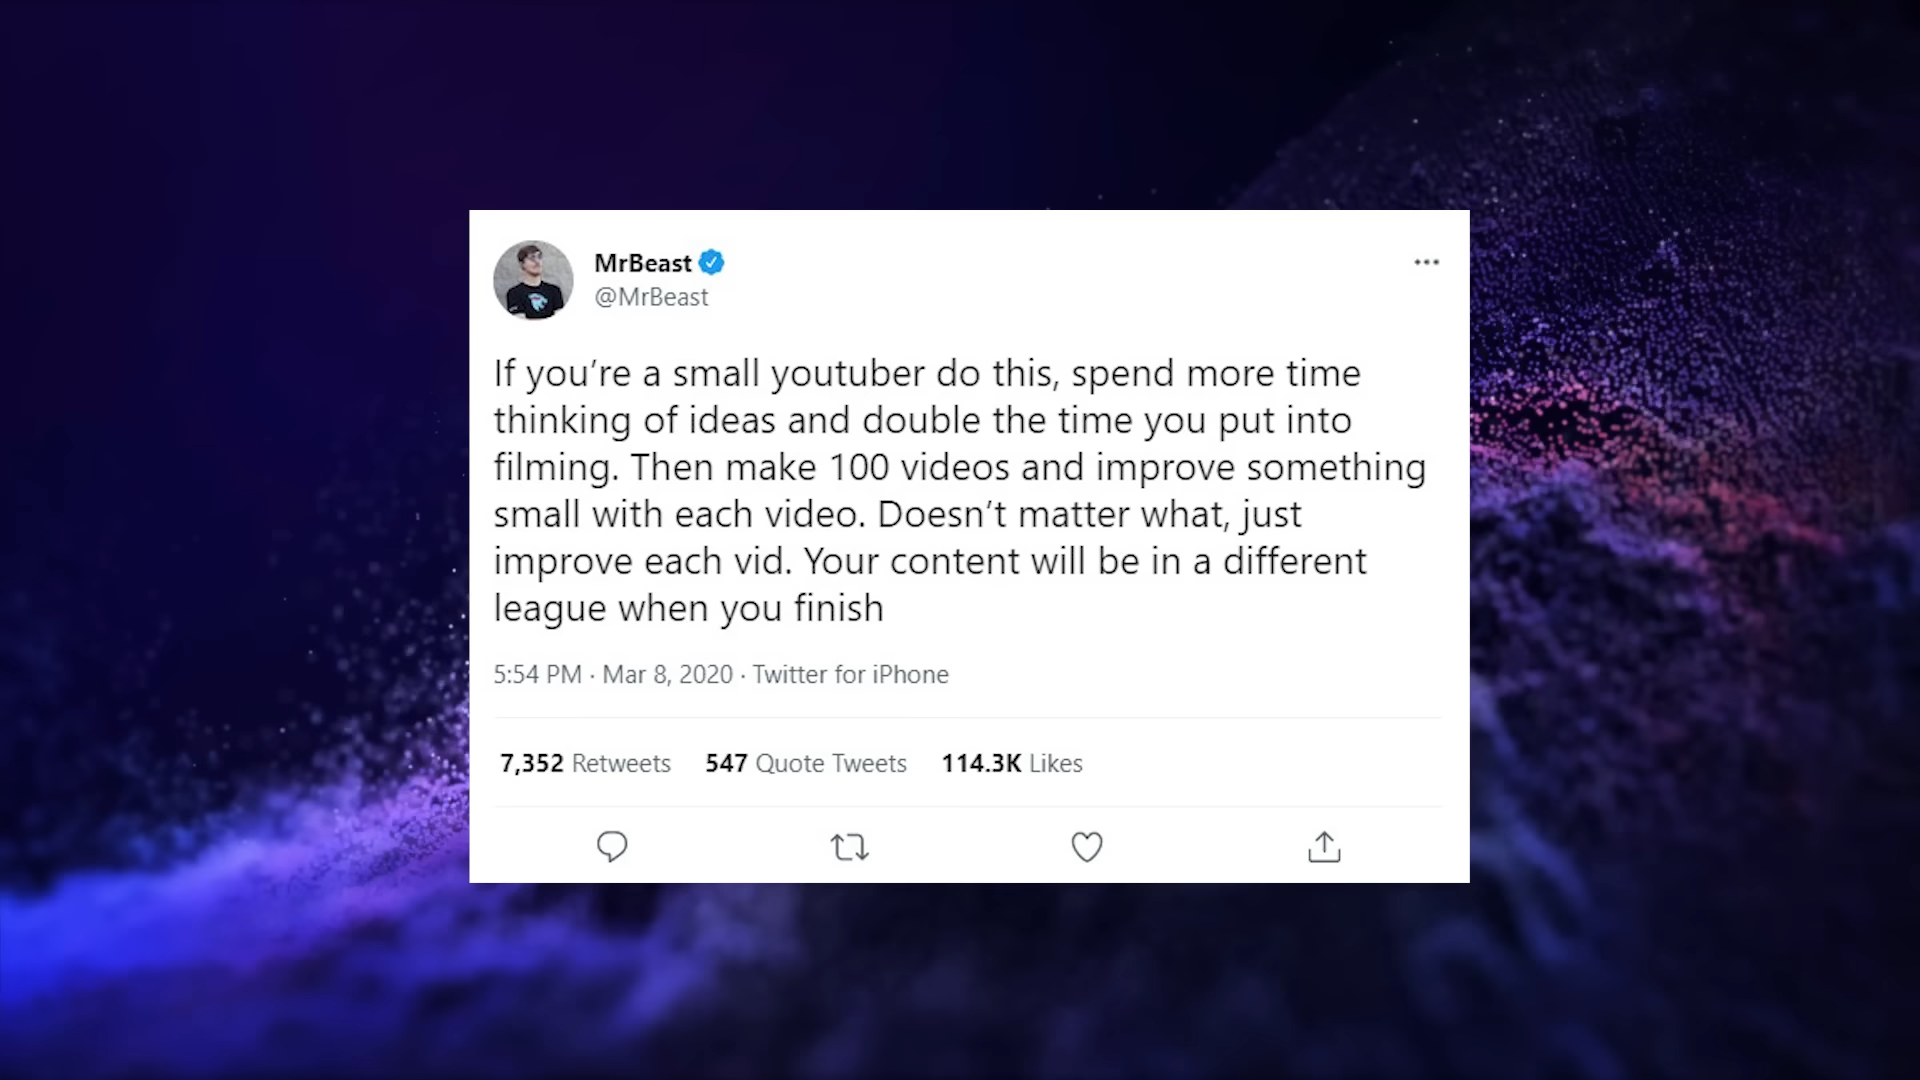 MrBeast
@MrBeast
If you’re a small youtuber do this, spend more time
thinking of ideas and double the time you put into
filming. Then make 100 videos and improve something
small with each video. Doesn’t matter what, just
improve each vid. Your content will be in a different
league when you finish
5:54 PM · Mar 8, 2020 · Twitter for iPhone
7,352 Retweets 547 Quote Tweets 114.3K Likes